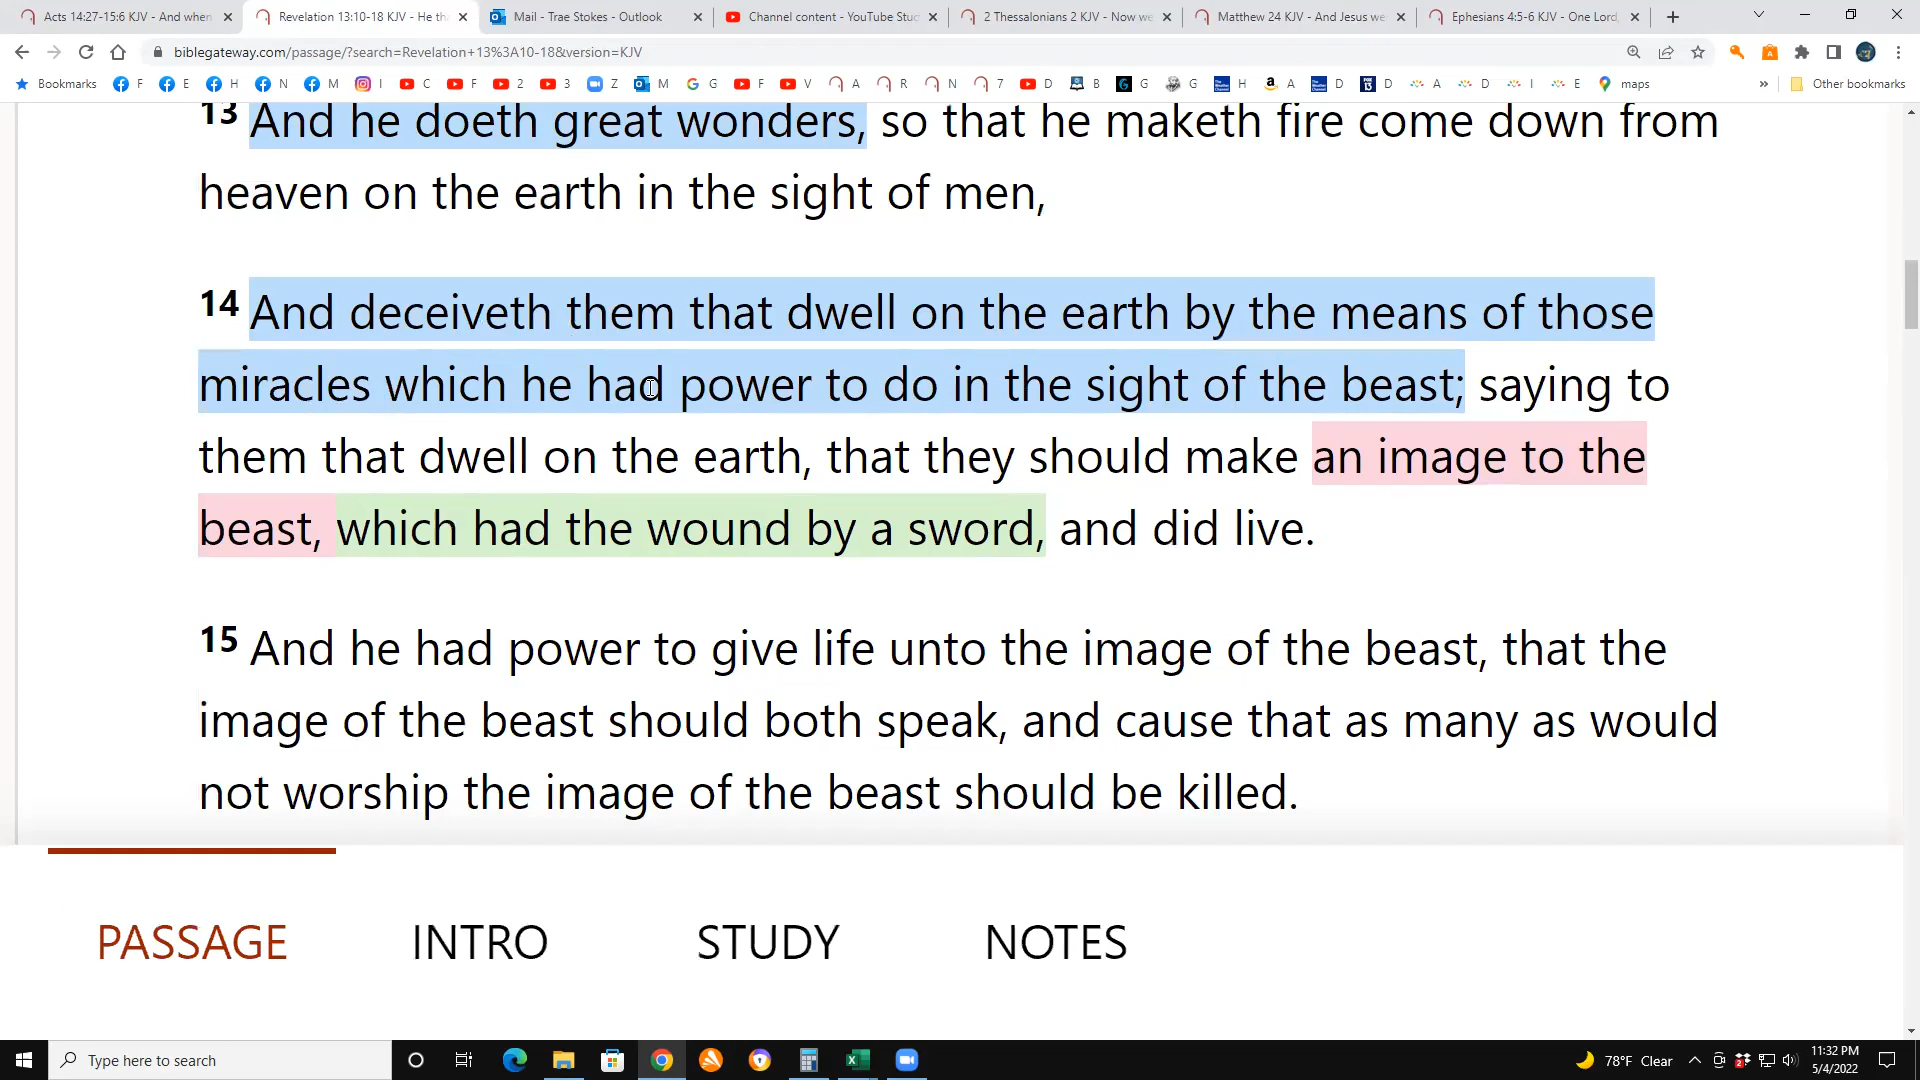 Acts 14:27-15:6 KJV - And when
Revelation 13:10-18 KJV - He th
Mail - Trae Stokes - Outlook
Channel content - YouTube Stu
2 Thessalonians 2 KJV - Now we
Matthew 24 KJV - And Jesus we
Ephesians 4:5-6 KJV - One Lord,
biblegateway.com/passage/?search=Revelation+13%3A10-18&version=KJV
Bookmarks F E H N M I C F 2 3 Z M G F V A R N 7 D B G G H A D D A D I E maps » Other bookmarks
13 And he doeth great wonders, so that he maketh fire come down from
heaven on the earth in the sight of men,
14 And deceiveth them that dwell on the earth by the means of those
miracles which he had power to do in the sight of the beast; saying to
them that dwell on the earth, that they should make an image to the
beast, which had the wound by a sword, and did live.
15 And he had power to give life unto the image of the beast, that the
image of the beast should both speak, and cause that as many as would
not worship the image of the beast should be killed.
PASSAGE INTRO STUDY NOTES
Type here to search
78°F Clear
11:32 PM
5/4/2022